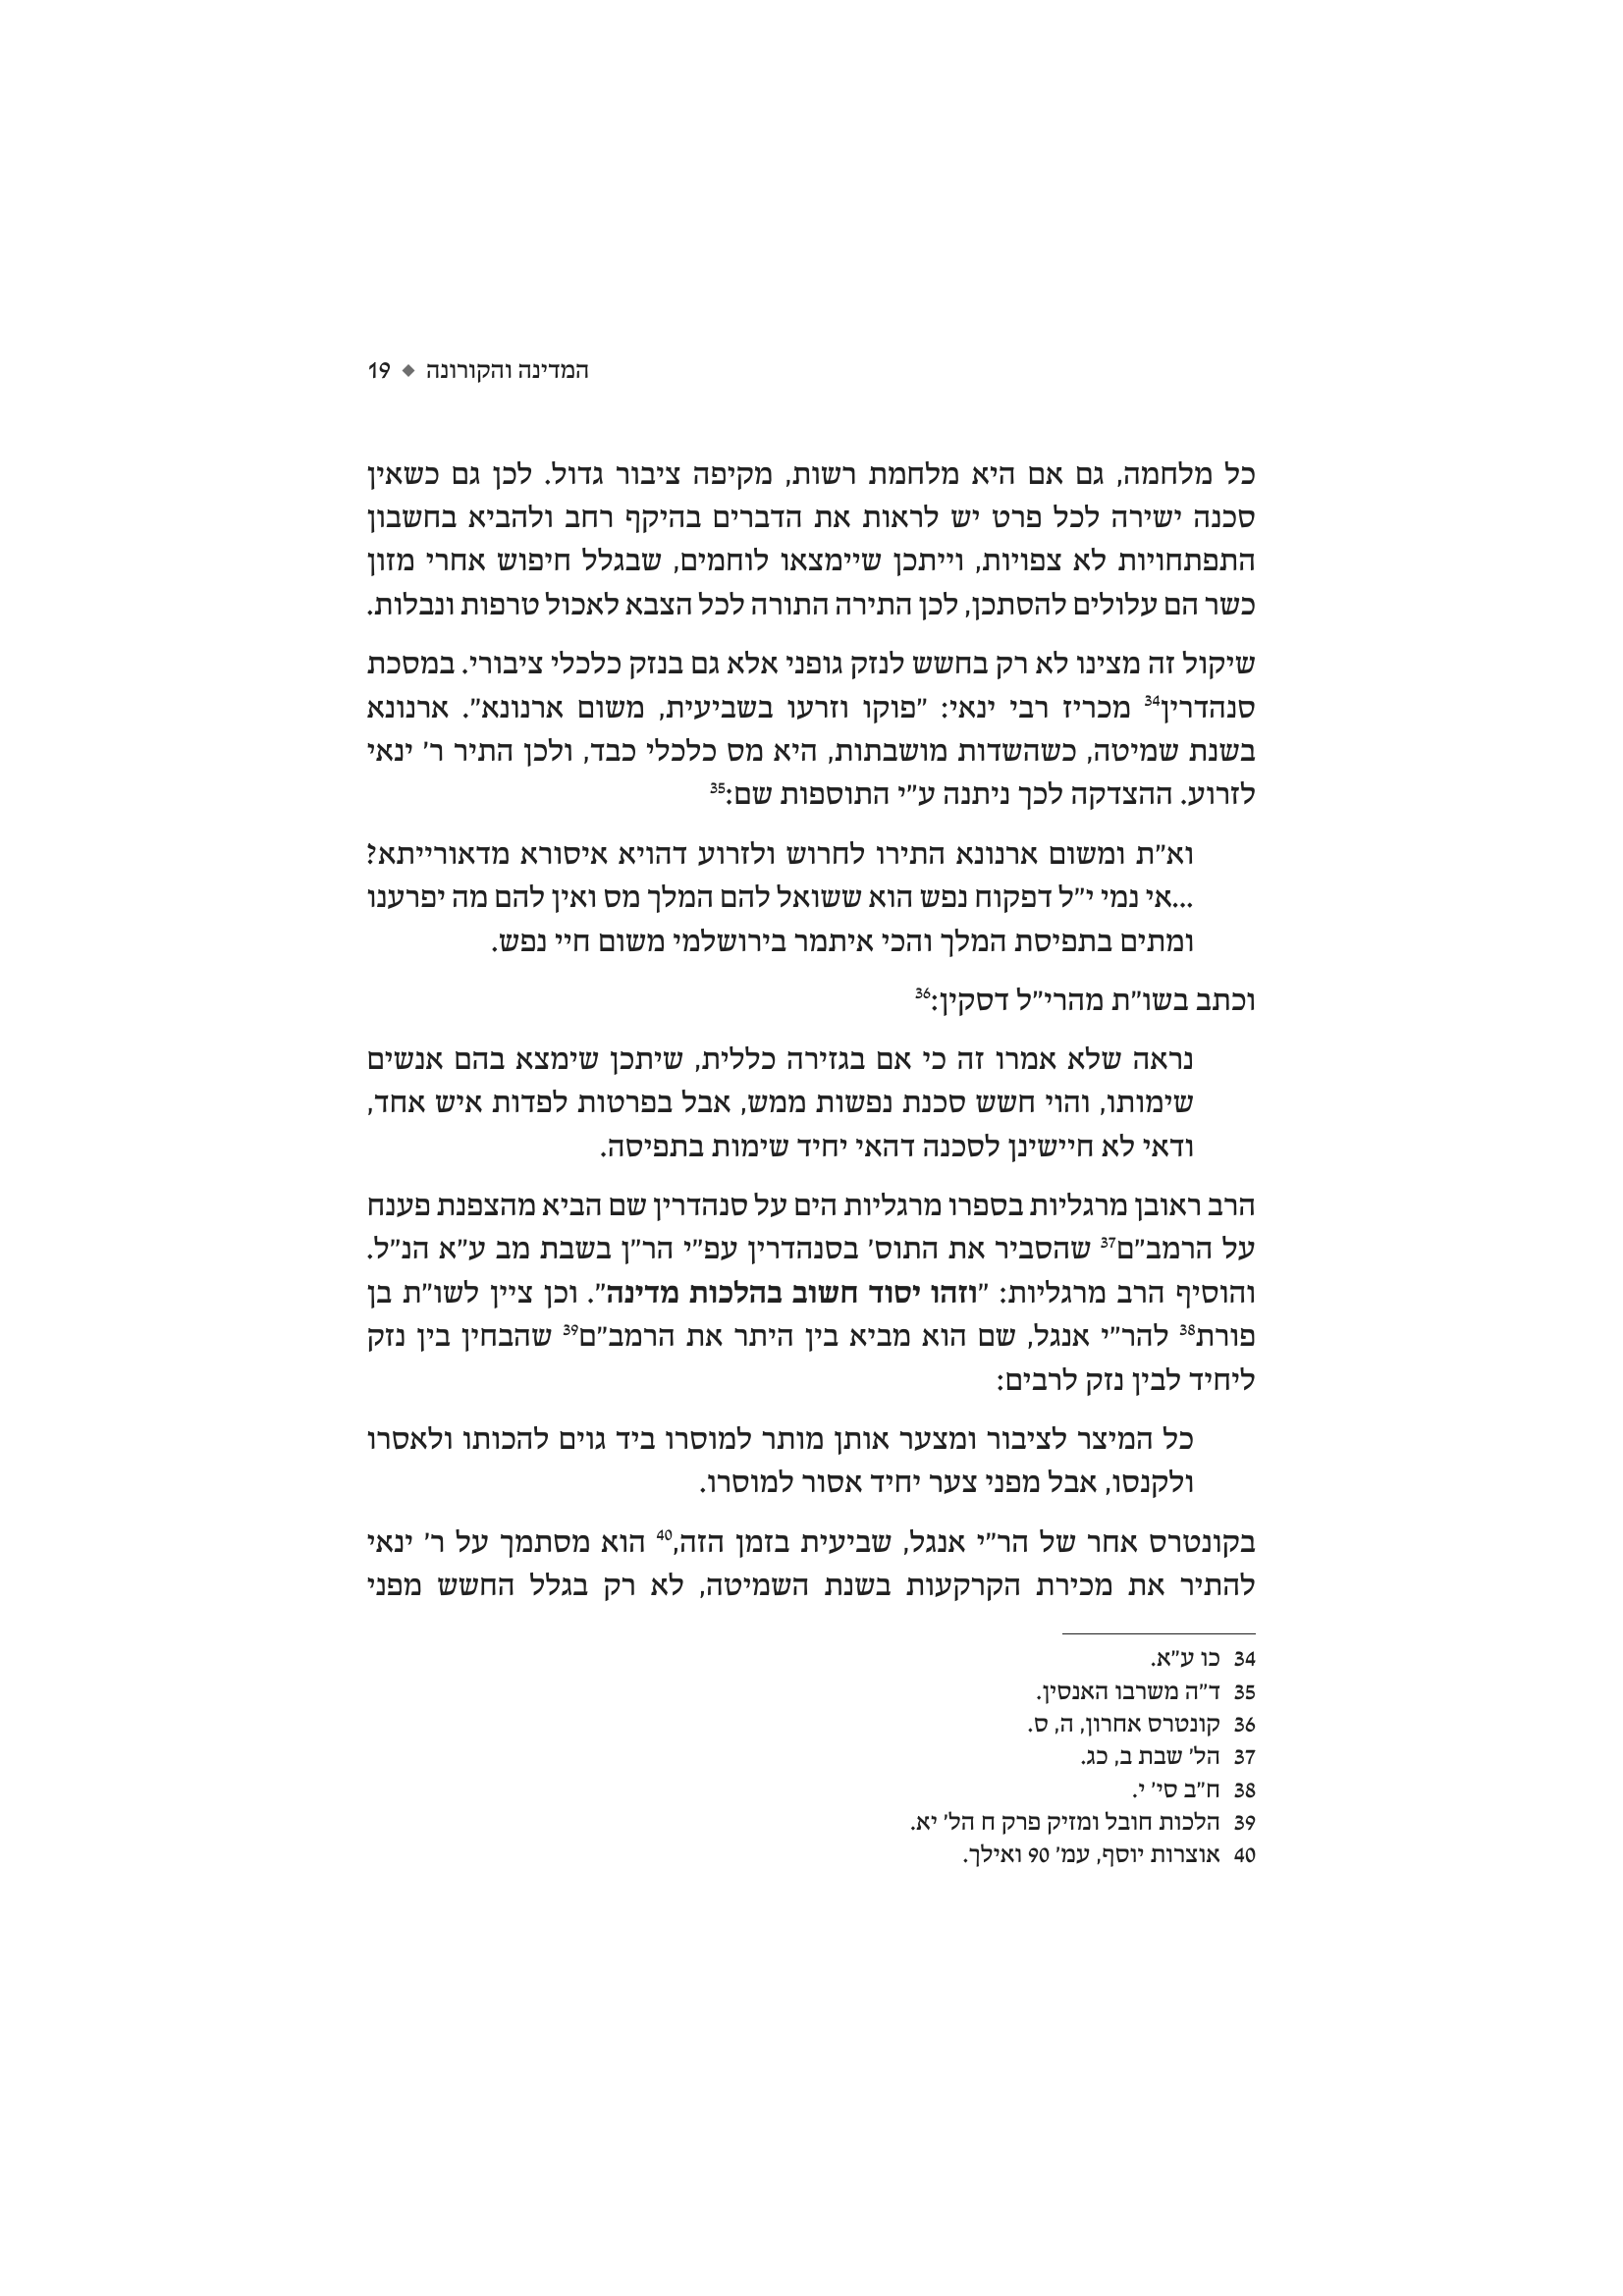 המדינה והקורונה ◆ 19
כל מלחמה, גם אם היא מלחמת רשות, מקיפה ציבור גדול. לכן גם כשאין
סכנה ישירה לכל פרט יש לראות את הדברים בהיקף רחב ולהביא בחשבון
התפתחויות לא צפויות, וייתכן שיימצאו לוחמים, שבגלל חיפוש אחרי מזון
כשר הם עלולים להסתכן, לכן התירה התורה לכל הצבא לאכול טרפות ונבלות.
שיקול זה מצינו לא רק בחשש לנזק גופני אלא גם בנזק כלכלי ציבורי. במסכת
סנהדרין34 מכריז רבי ינאי: "פוקו וזרעו בשביעית, משום ארנונא". ארנונא
בשנת שמיטה, כשהשדות מושבתות, היא מס כלכלי כבד, ולכן התיר ר' ינאי
לזרוע. ההצדקה לכך ניתנה ע"י התוספות שם:35
וא"ת ומשום ארנונא התירו לחרוש ולזרוע דהויא איסורא מדאורייתא?
...אי נמי י"ל דפקוח נפש הוא ששואל להם המלך מס ואין להם מה יפרענו
ומתים בתפיסת המלך והכי איתמר בירושלמי משום חיי נפש.
וכתב בשו"ת מהרי"ל דסקין:36
נראה שלא אמרו זה כי אם בגזירה כללית, שיתכן שימצא בהם אנשים
שימותו, והוי חשש סכנת נפשות ממש, אבל בפרטות לפדות איש אחד,
ודאי לא חיישינן לסכנה דהאי יחיד שימות בתפיסה.
הרב ראובן מרגליות בספרו מרגליות הים על סנהדרין שם הביא מהצפנת פענח
על הרמב"ם37 שהסביר את התוס' בסנהדרין עפ"י הר"ן בשבת מב ע"א הנ"ל.
והוסיף הרב מרגליות: "וזהו יסוד חשוב בהלכות מדינה". וכן ציין לשו"ת בן
פורת38 להר"י אנגל, שם הוא מביא בין היתר את הרמב"ם39 שהבחין בין נזק
ליחיד לבין נזק לרבים:
כל המיצר לציבור ומצער אותן מותר למוסרו ביד גוים להכותו ולאסרו
ולקנסו, אבל מפני צער יחיד אסור למוסרו.
בקונטרס אחר של הר"י אנגל, שביעית בזמן הזה,40 הוא מסתמך על ר' ינאי
להתיר את מכירת הקרקעות בשנת השמיטה, לא רק בגלל החשש מפני
34 כו ע"א.
35 ד"ה משרבו האנסין.
36 קונטרס אחרון, ה, ס.
37 הל' שבת ב, כג.
38 ח"ב סי' י.
39 הלכות חובל ומזיק פרק ח הל' יא.
40 אוצרות יוסף, עמ' 90 ואילך.